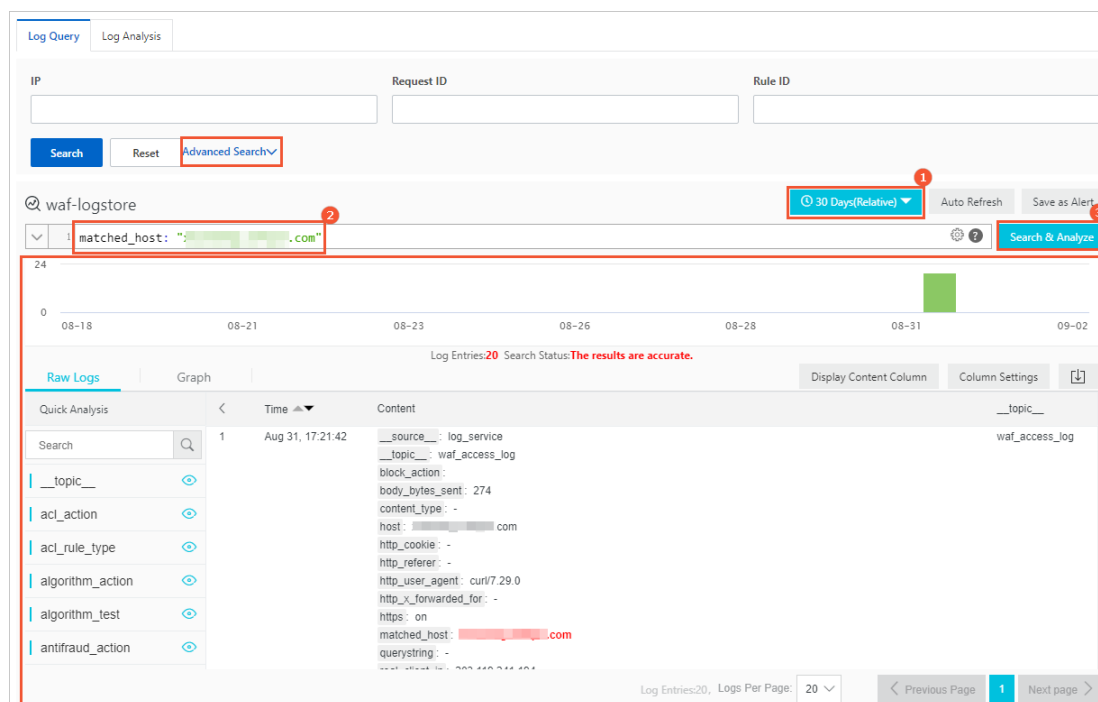 Log Query Log Analysis
IP Request ID Rule ID
Search Reset Advanced Search
1
waf-logstore 30 Days(Relative) Auto Refresh Save as Alert
2
1 matched_host: " .com" ? Search & Analyze
24
0
08-18 08-21 08-23 08-26 08-28 08-31 09-02
Log Entries:20 Search Status:The results are accurate.
Raw Logs Graph Display Content Column Column Settings
Quick Analysis < Time Content __topic__
Search 1 Aug 31, 17:21:42 __source__ : log_service waf_access_log
__topic__ : waf_access_log
__topic__ block_action :
body_bytes_sent : 274
acl_action content_type : -
host : .com
acl_rule_type http_cookie : -
http_referer : -
algorithm_action http_user_agent : curl/7.29.0
http_x_forwarded_for : -
algorithm_test https : on
matched_host : .com
antifraud_action querystring : -
Log Entries:20, Logs Per Page: 20 < Previous Page 1 Next page >